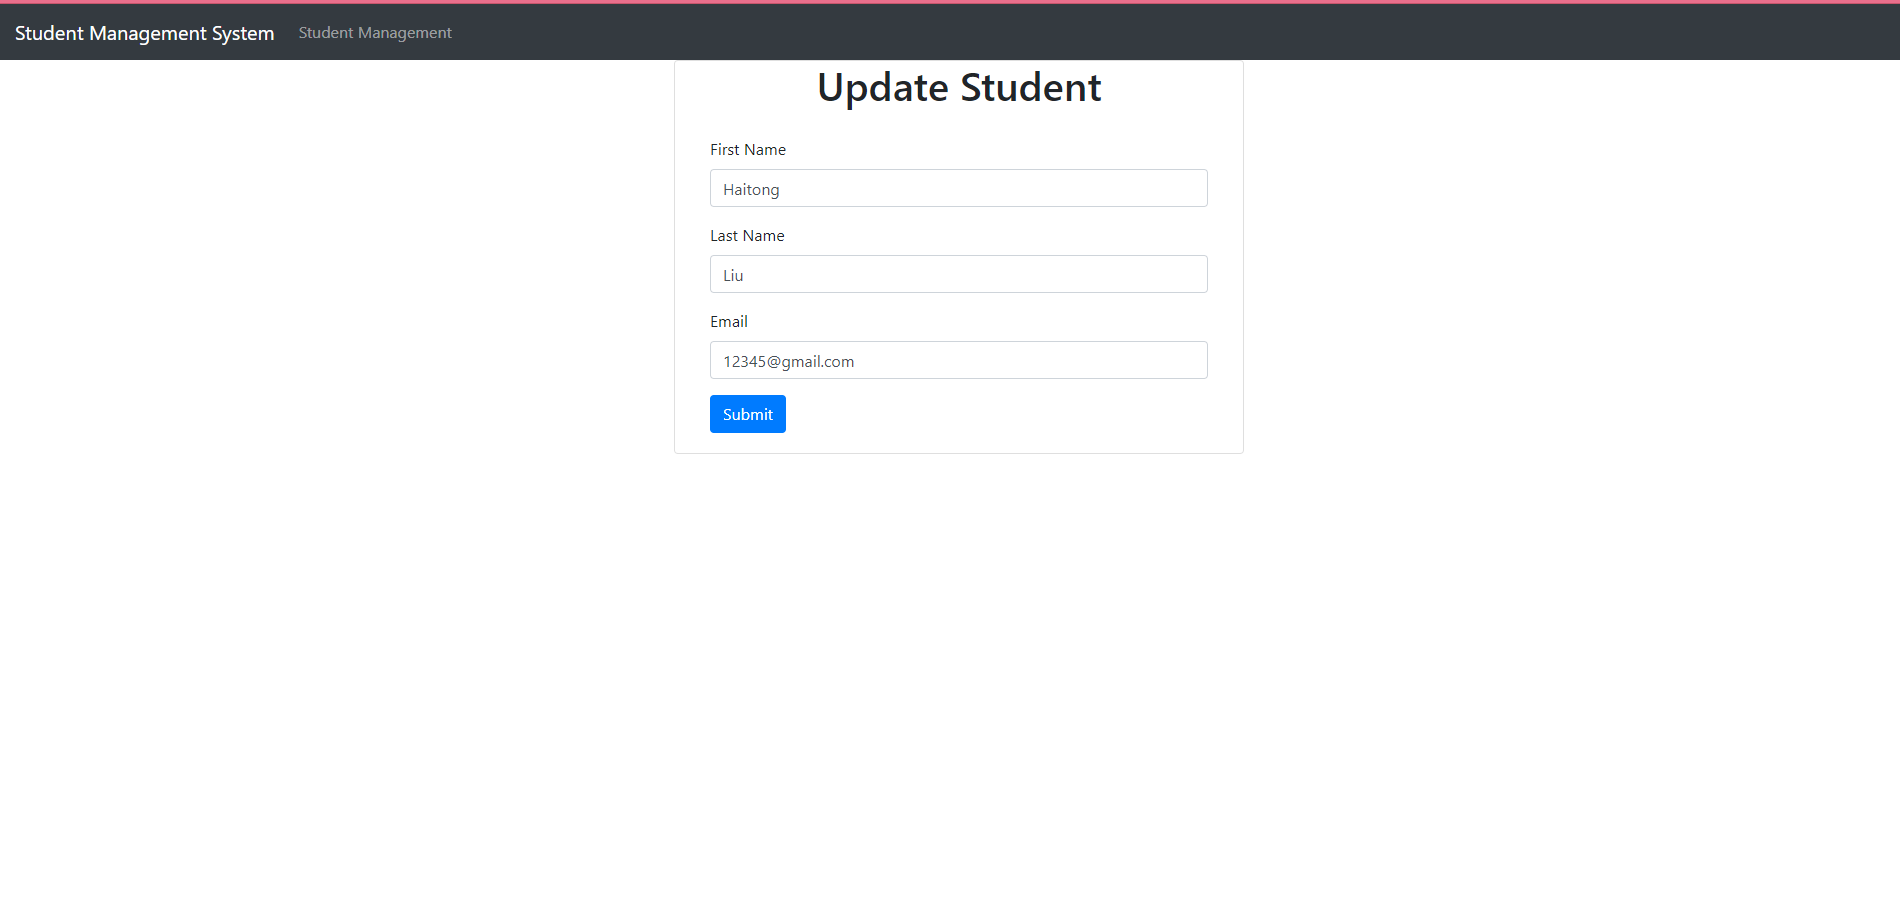 Student Management System Student Management
Update Student
First Name
Haitong
Last Name
Liu
Email
12345@gmail.com
Submit